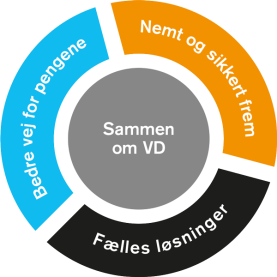 Bedre vej for pengene
Nemt og sikkert frem
Sammen
om VD
Fælles løsninger